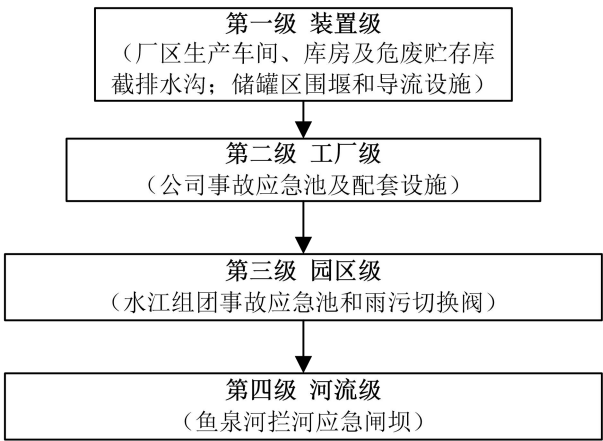 第一级 装置级
（厂区生产车间、库房及危废贮存库
截排水沟；储罐区围堰和导流设施）
第二级 工厂级
（公司事故应急池及配套设施）
第三级 园区级
（水江组团事故应急池和雨污切换阀）
第四级 河流级
（鱼泉河拦河应急闸坝）